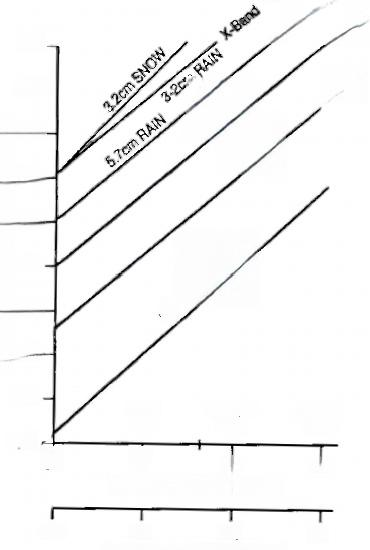 3.2cm SNOW
X-Band
3-2cm RAIN
5.7cm RAIN